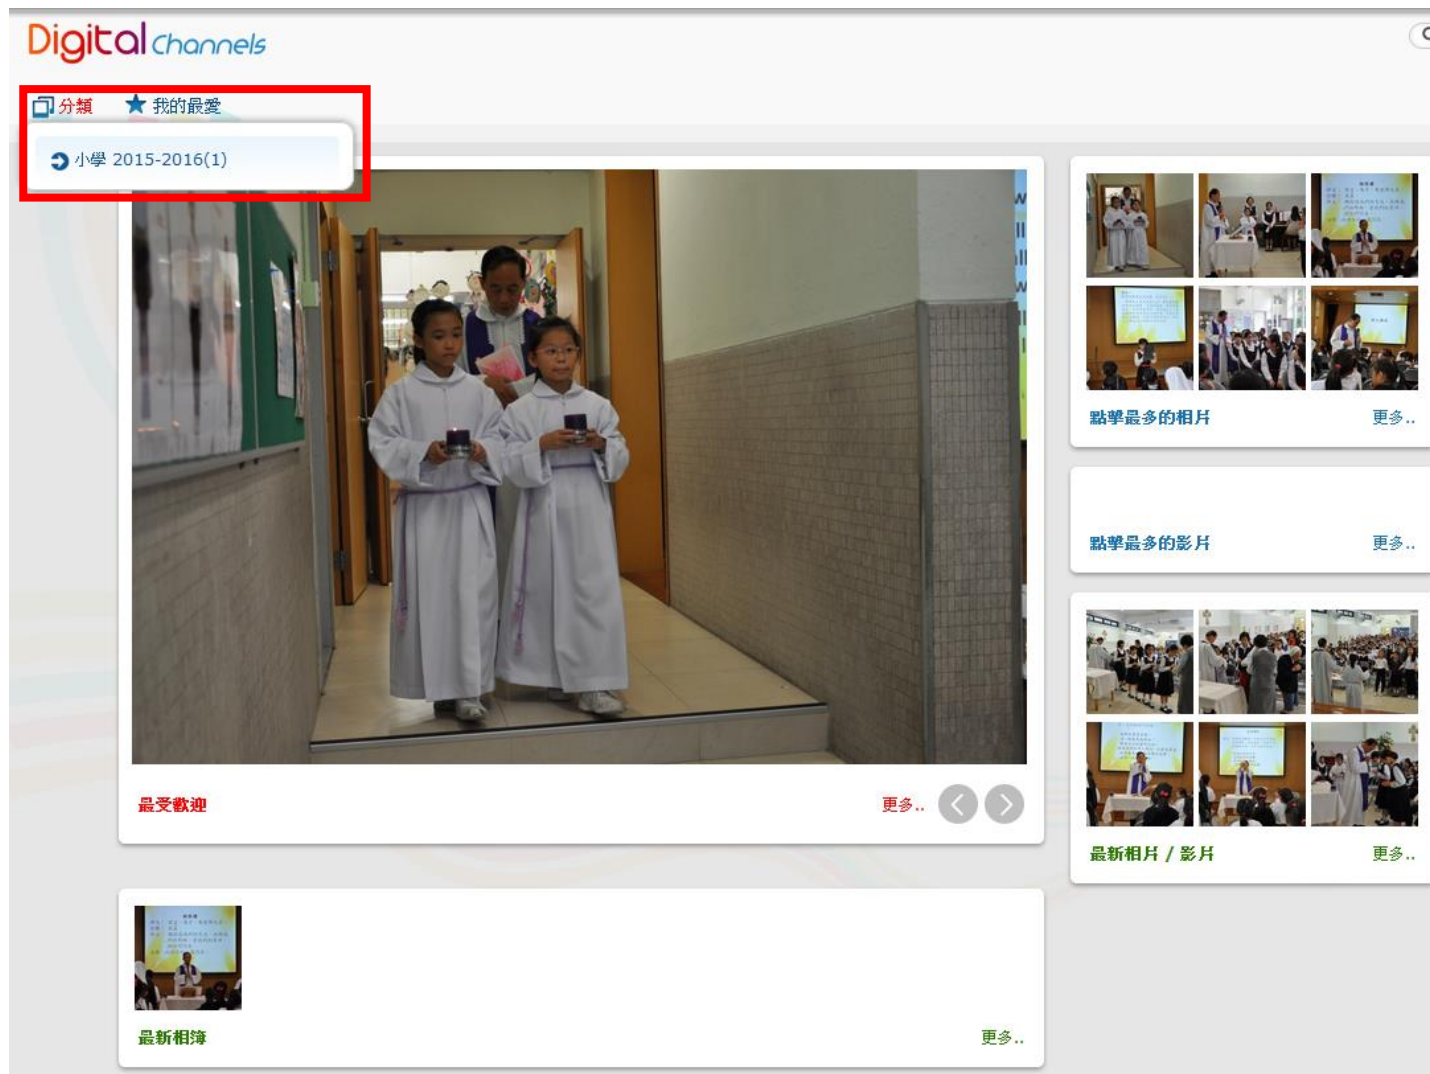 Digital Channels
分類 我的最愛
小學 2015-2016(1)
最受歡迎 更多..
點擊最多的相片 更多..
點擊最多的影片 更多..
最新相片 / 影片 更多..
最新相簿 更多..